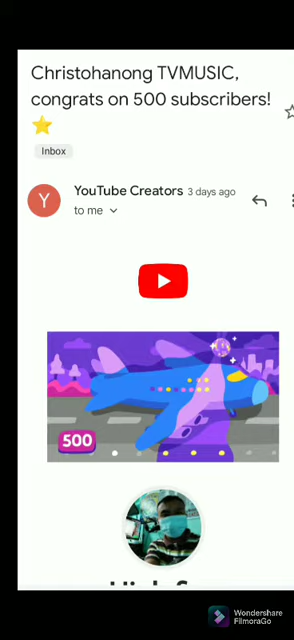 Christohanong TVMUSIC,
congrats on 500 subscribers!
Inbox
Y
YouTube Creators 3 days ago
to me
500
Wondershare
FilmoraGo